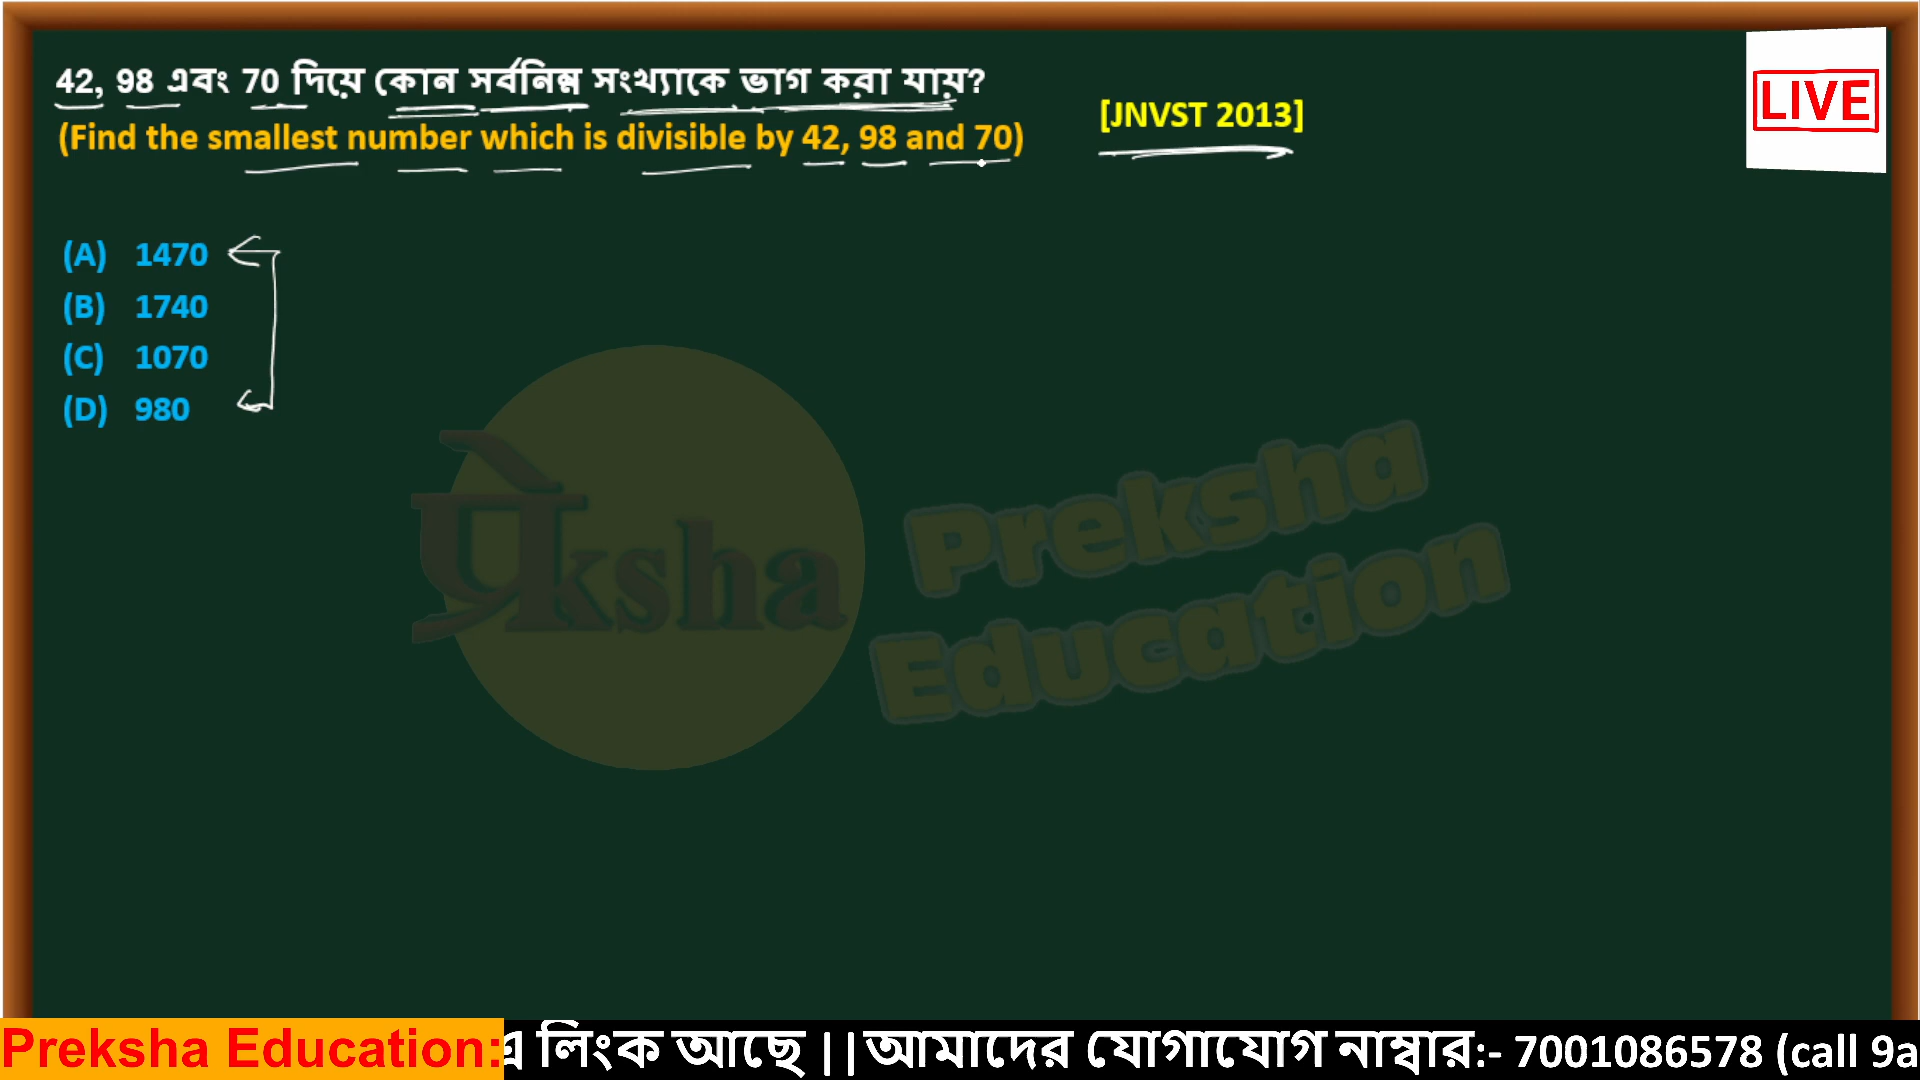 42, 98 এবং 70 দিয়ে কোন সর্বনিম্ন সংখ্যাকে ভাগ করা যায়?
(Find the smallest number which is divisible by 42, 98 and 70)
[JNVST 2013]
LIVE
(A) 1470
(B) 1740
(C) 1070
(D) 980
प्रेksha
Preksha
Education
Preksha Education:
এ লিংক আছে ||আমাদের যোগাযোগ নাম্বার:- 7001086578 (call 9a